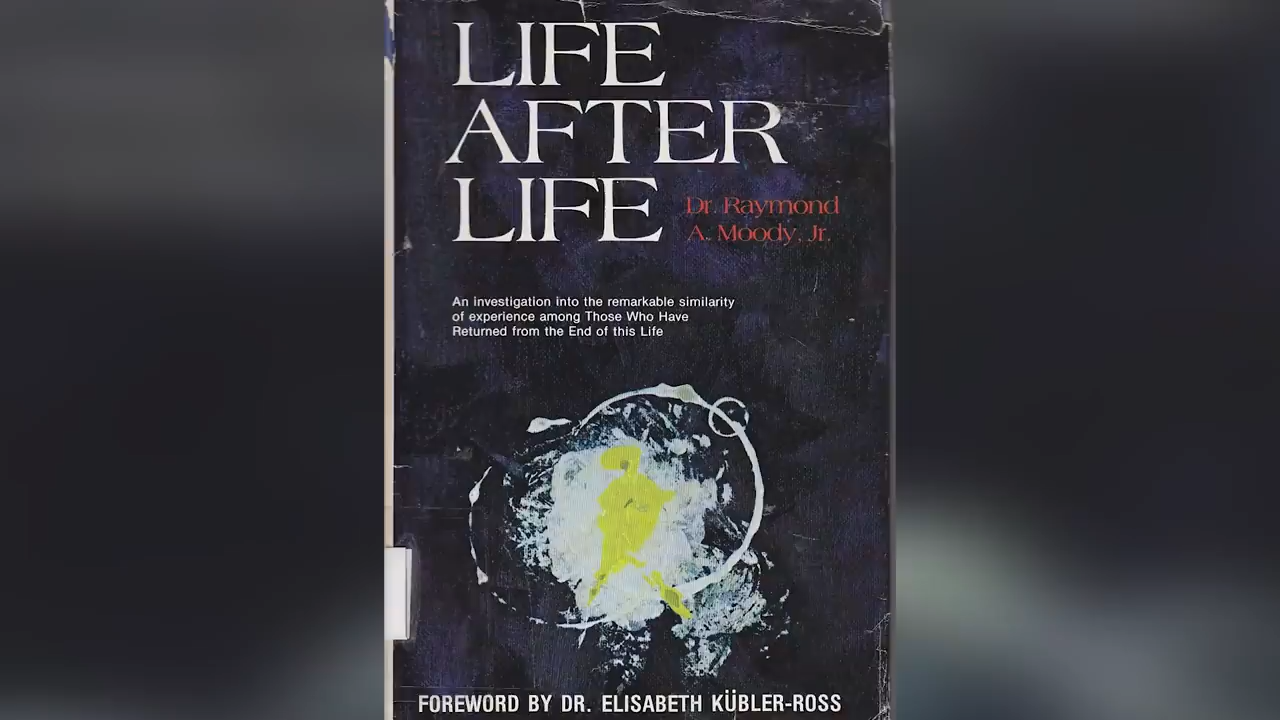 LIFE
AFTER
LIFE
Dr. Raymond
A. Moody, Jr.
An investigation into the remarkable similarity
of experience among Those Who Have
Returned from the End of this Life
FOREWORD BY DR. ELISABETH KÜBLER-ROSS